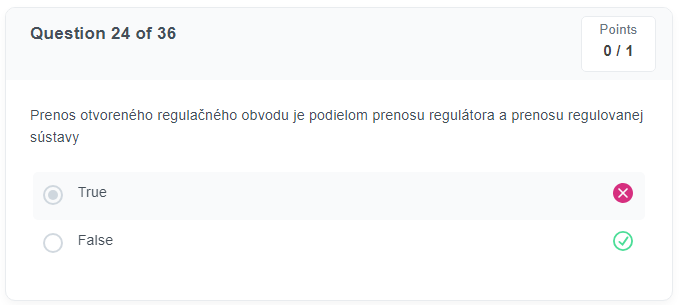 Question 24 of 36
Points
0 / 1
Prenos otvoreného regulačného obvodu je podielom prenosu regulátora a prenosu regulovanej
sústavy
True
False